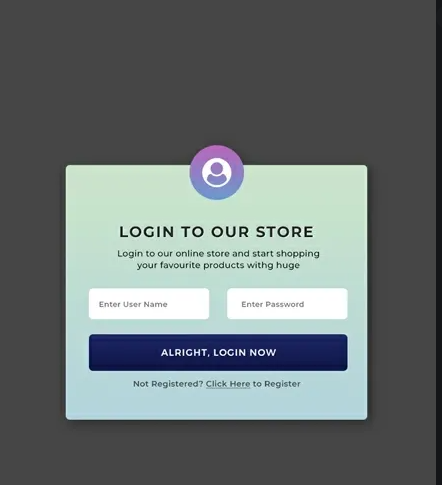 LOGIN TO OUR STORE
Login to our online store and start shopping
your favourite products withg huge
Enter User Name
Enter Password
ALRIGHT, LOGIN NOW
Not Registered? Click Here to Register